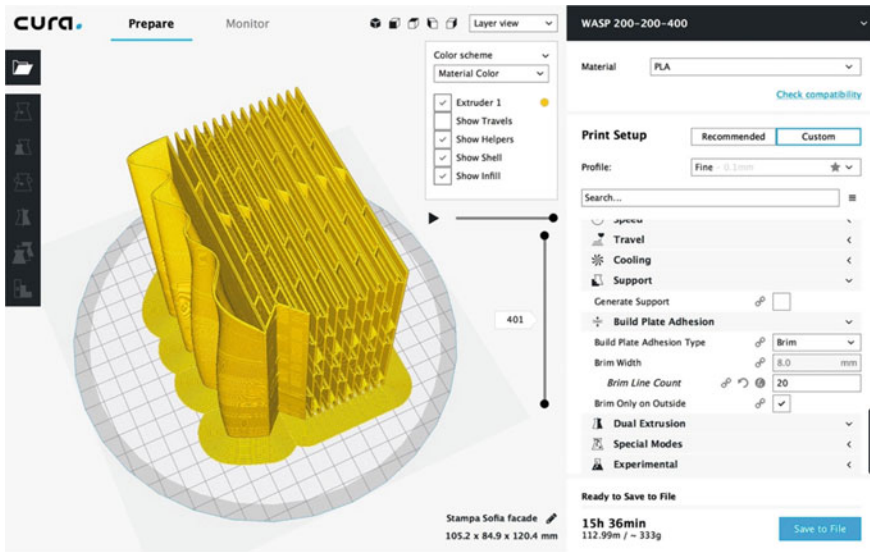 cura.
Prepare
Monitor
Layer view
Color scheme
Material Color
Extruder 1
Show Travels
Show Helpers
Show Shell
Show Infill
401
Stampa Sofia facade
105.2 x 84.9 x 120.4 mm
WASP 200-200-400
Material PLA
Check compatibility
Print Setup Recommended Custom
Profile: Fine - 0.1mm
Search...
Speed
Travel
Cooling
Support
Generate Support
Build Plate Adhesion
Build Plate Adhesion Type Brim
Brim Width 8.0 mm
Brim Line Count 20
Brim Only on Outside
Dual Extrusion
Special Modes
Experimental
Ready to Save to File
15h 36min
112.99m / ~ 333g
Save to File